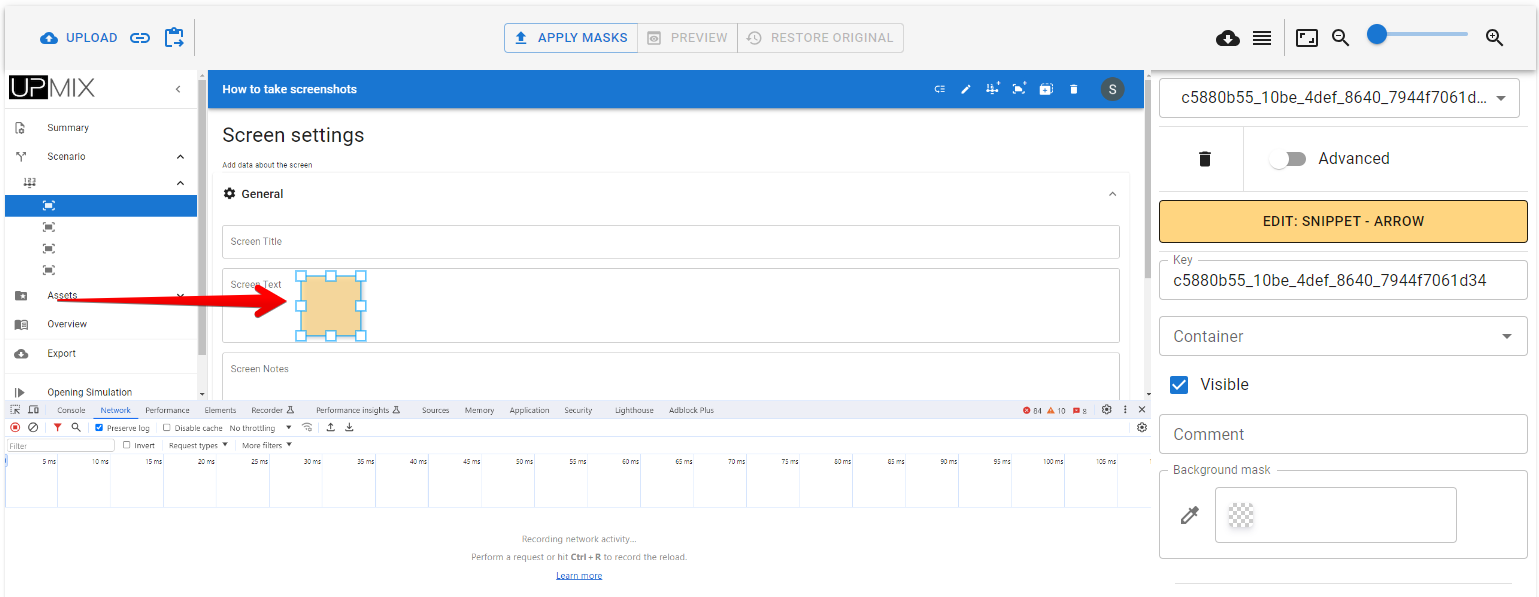 UPLOAD
APPLY MASKS
PREVIEW
RESTORE ORIGINAL
UPMIX
Summary
Scenario
123
Assets
Overview
Export
Opening Simulation
How to take screenshots
S
Screen settings
Add data about the screen
General
Screen Title
Screen Text
Screen Notes
Console Network Performance Elements Recorder Performance insights Sources Memory Application Security Lighthouse Adblock Plus 84 10 8
Preserve log Disable cache No throttling
Filter Invert Request types More filters
5 ms 10 ms 15 ms 20 ms 25 ms 30 ms 35 ms 40 ms 45 ms 50 ms 55 ms 60 ms 65 ms 70 ms 75 ms 80 ms 85 ms 90 ms 95 ms 100 ms 105 ms
Recording network activity...
Perform a request or hit Ctrl + R to record the reload.
Learn more
c5880b55_10be_4def_8640_7944f7061d...
Advanced
EDIT: SNIPPET - ARROW
Key
c5880b55_10be_4def_8640_7944f7061d34
Container
Visible
Comment
Background mask